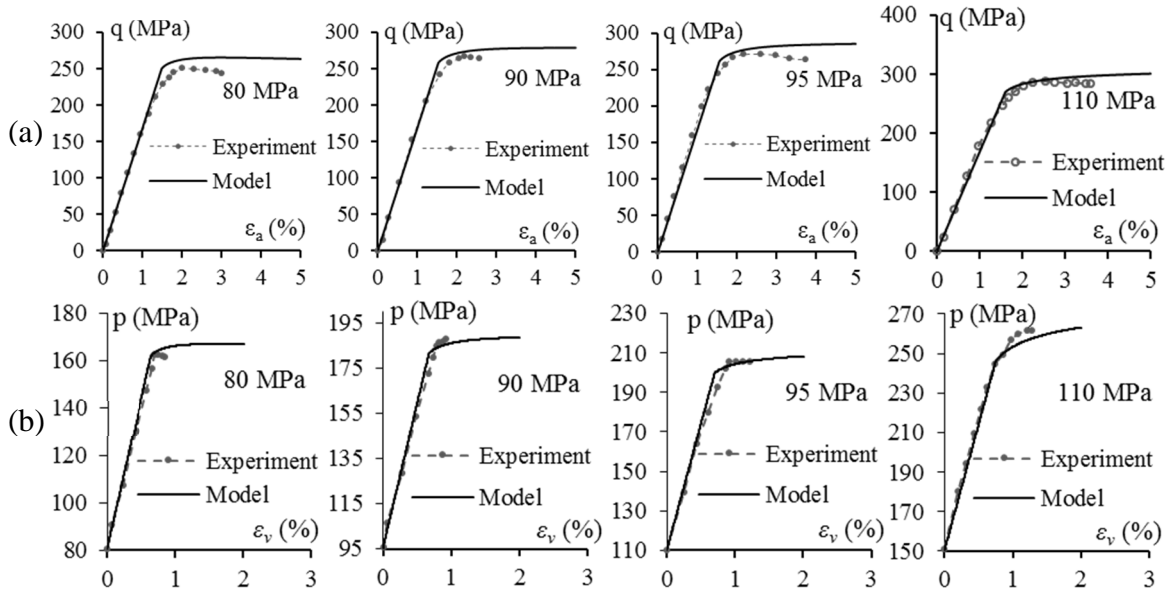 (a)
q (MPa)
300
250
200
150
100
50
0
80 MPa
Experiment
Model
εa (%)
0 1 2 3 4 5
q (MPa)
300
250
200
150
100
50
0
90 MPa
Experiment
Model
εa (%)
0 1 2 3 4 5
q (MPa)
300
250
200
150
100
50
0
95 MPa
Experiment
Model
εa (%)
0 1 2 3 4 5
q (MPa)
400
300
200
100
0
110 MPa
Experiment
Model
εa (%)
0 1 2 3 4 5
(b)
p (MPa)
180
160
140
120
100
80
80 MPa
Experiment
Model
εv (%)
0 1 2 3
p (MPa)
195
175
155
135
115
95
90 MPa
Experiment
Model
εv (%)
0 1 2 3
p (MPa)
230
210
190
170
150
130
110
95 MPa
Experiment
Model
εv (%)
0 1 2 3
p (MPa)
270
250
230
210
190
170
150
110 MPa
Experiment
Model
εv (%)
0 1 2 3